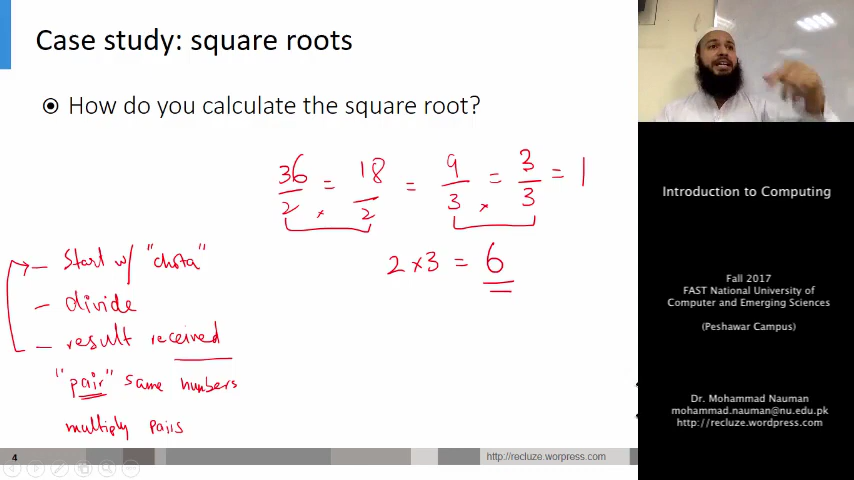 Case study: square roots
How do you calculate the square root?
36/2 = 18/2 = 9/3 = 3/3 = 1
× ×
2 × 3 = 6
— Start w/ "chota"
— divide
— result received
"pair" same numbers
multiply pairs
4
http://recluze.worpress.com
Introduction to Computing
Fall 2017
FAST National University of
Computer and Emerging Sciences
(Peshawar Campus)
Dr. Mohammad Nauman
mohammad.nauman@nu.edu.pk
http://recluze.wordpress.com